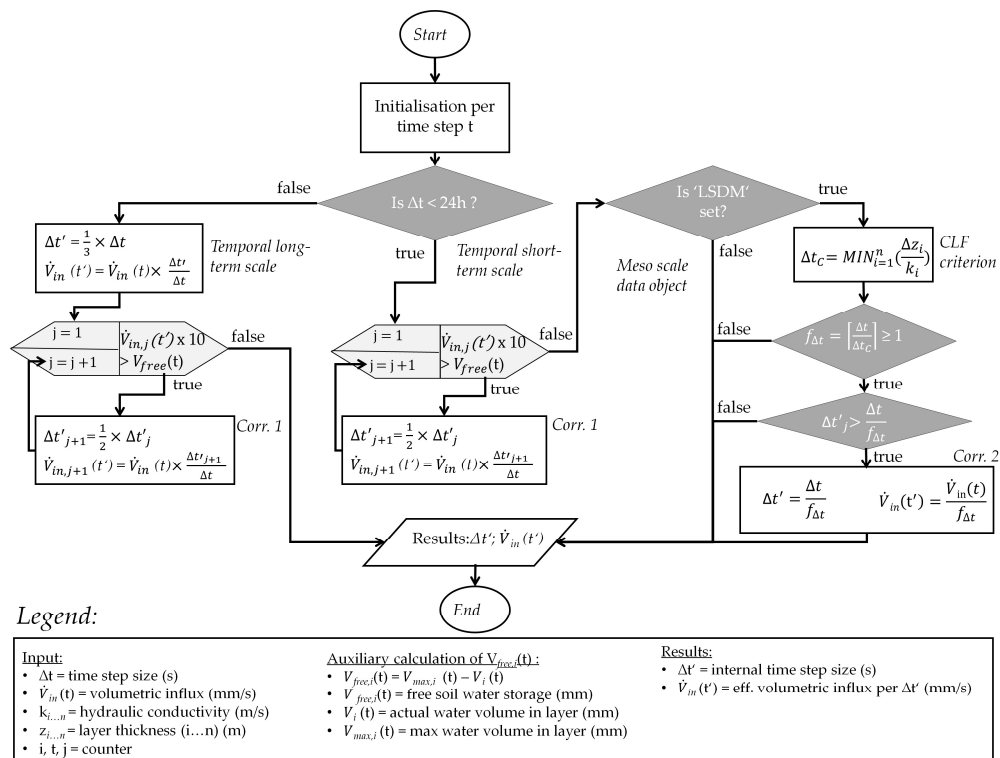 Start
Initialisation per
time step t
Is Δt < 24h ?
false
true
Δt' = 1/3 × Δt
V̇in (t') = V̇in (t) × Δt'/Δt
Temporal long-
term scale
Temporal short-
term scale
Is 'LSDM'
set?
true
false
Meso scale
data object
ΔtC = MIN i=1 n (Δzi/ki)
CLF
criterion
j = 1
j = j +1
V̇in,j (t') x 10
> Vfree(t)
false
true
Δt'j+1 = 1/2 × Δt'j
V̇in,j+1 (t') = V̇in (t) × Δt'j+1/Δt
Corr. 1
j = 1
j = j +1
V̇in,j (t') x 10
> Vfree(t)
false
true
Δt'j+1 = 1/2 × Δt'j
V̇in,j+1 (t') = V̇in (t) × Δt'j+1/Δt
Corr. 1
fΔt = ⌈Δt/ΔtC⌉ ≥ 1
false
true
Δt'j > Δt/fΔt
false
true
Corr. 2
Δt' = Δt/fΔt V̇in(t') = V̇in(t)/fΔt
Results: Δt'; V̇in (t')
End
Legend:
Input:
• Δt = time step size (s)
• V̇in (t) = volumetric influx (mm/s)
• ki…n = hydraulic conductivity (m/s)
• zi…n = layer thickness (i…n) (m)
• i, t, j = counter
Auxiliary calculation of Vfree,i(t) :
• Vfree,i(t) = Vmax,i (t) – Vi (t)
• Vfree,i(t) = free soil water storage (mm)
• Vi (t) = actual water volume in layer (mm)
• Vmax,i (t) = max water volume in layer (mm)
Results:
• Δt' = internal time step size (s)
• V̇in (t') = eff. volumetric influx per Δt' (mm/s)